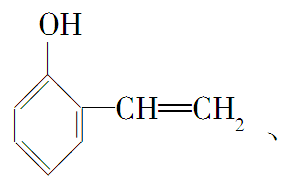 OH
CH=CH₂ 、